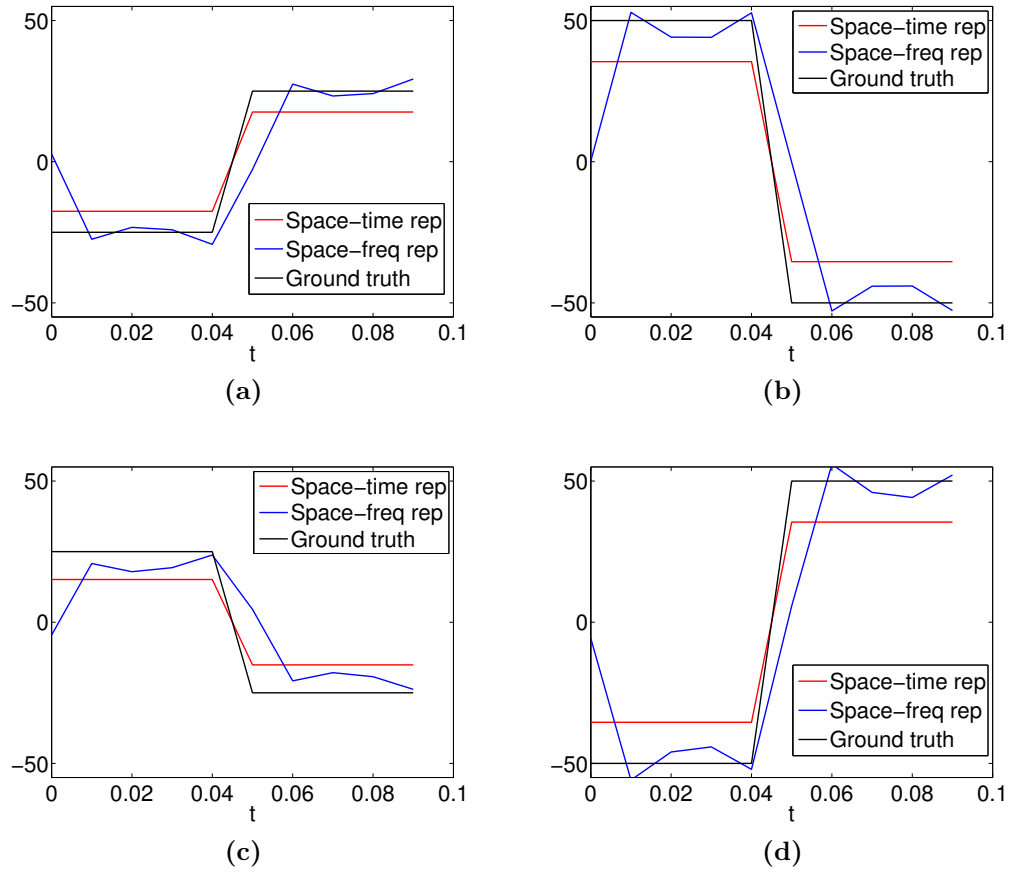 50
0
−50
0
0.02
0.04
0.06
0.08
0.1
t
Space−time rep
Space−freq rep
Ground truth
(a)
50
0
−50
0
0.02
0.04
0.06
0.08
0.1
t
Space−time rep
Space−freq rep
Ground truth
(b)
50
0
−50
0
0.02
0.04
0.06
0.08
0.1
t
Space−time rep
Space−freq rep
Ground truth
(c)
50
0
−50
0
0.02
0.04
0.06
0.08
0.1
t
Space−time rep
Space−freq rep
Ground truth
(d)